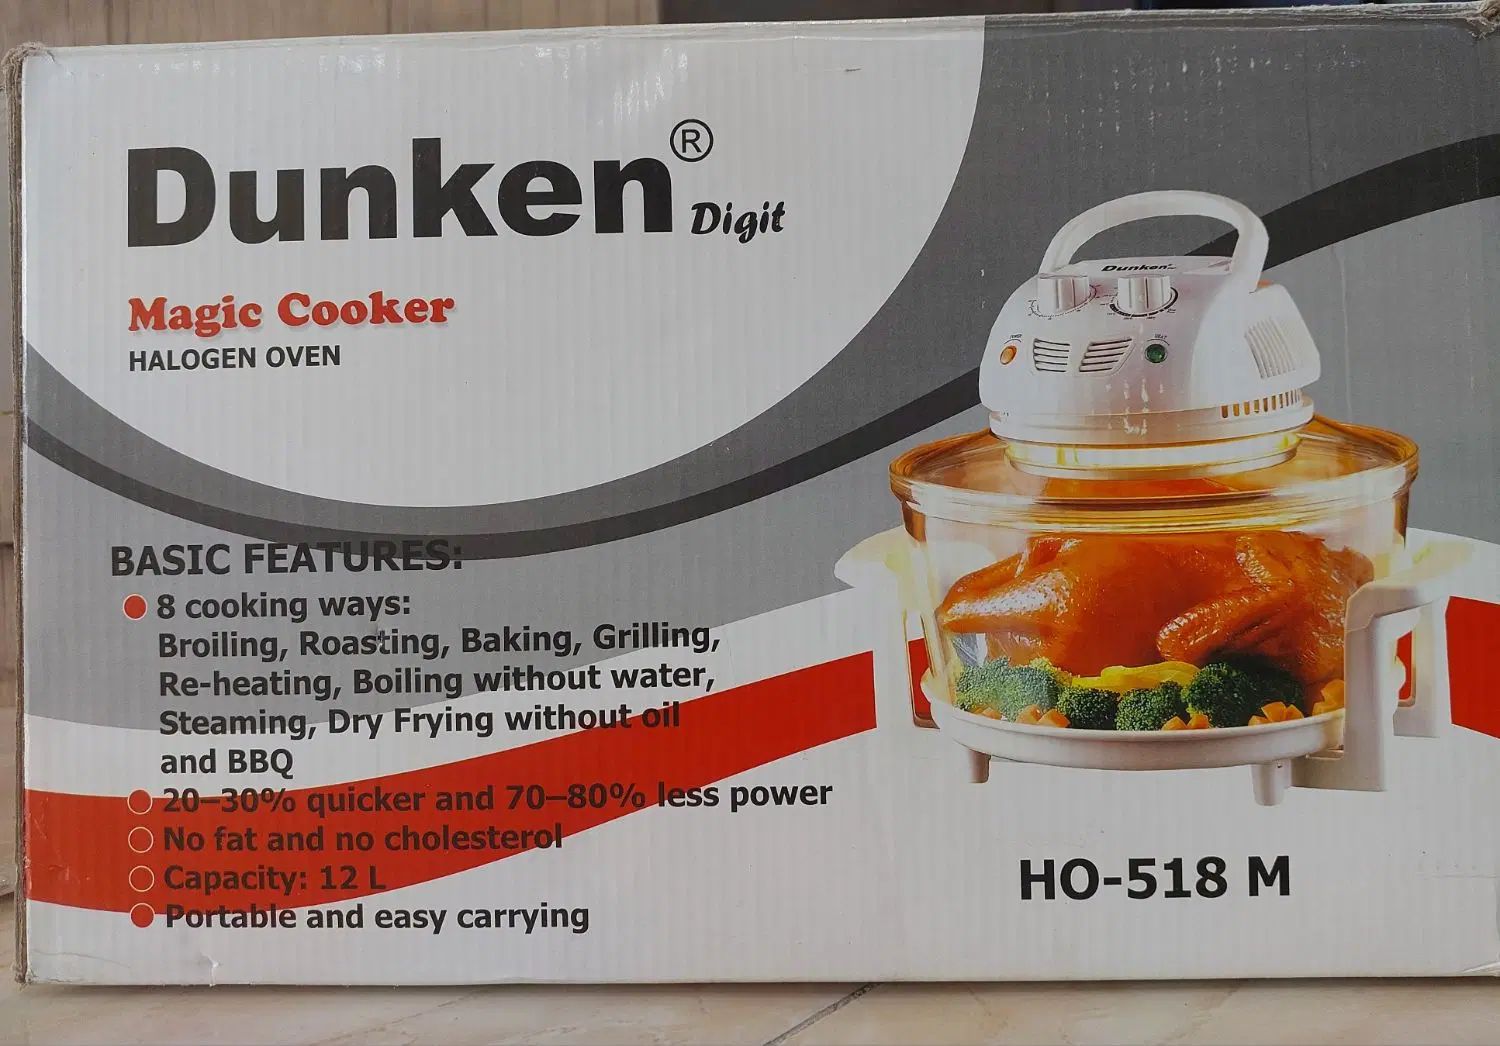 Dunken®
Digit
Magic Cooker
HALOGEN OVEN
BASIC FEATURES:
8 cooking ways:
Broiling, Roasting, Baking, Grilling,
Re-heating, Boiling without water,
Steaming, Dry Frying without oil
and BBQ
20–30% quicker and 70–80% less power
No fat and no cholesterol
Capacity: 12 L
Portable and easy carrying
Dunken
POWER
HEAT
HO-518 M